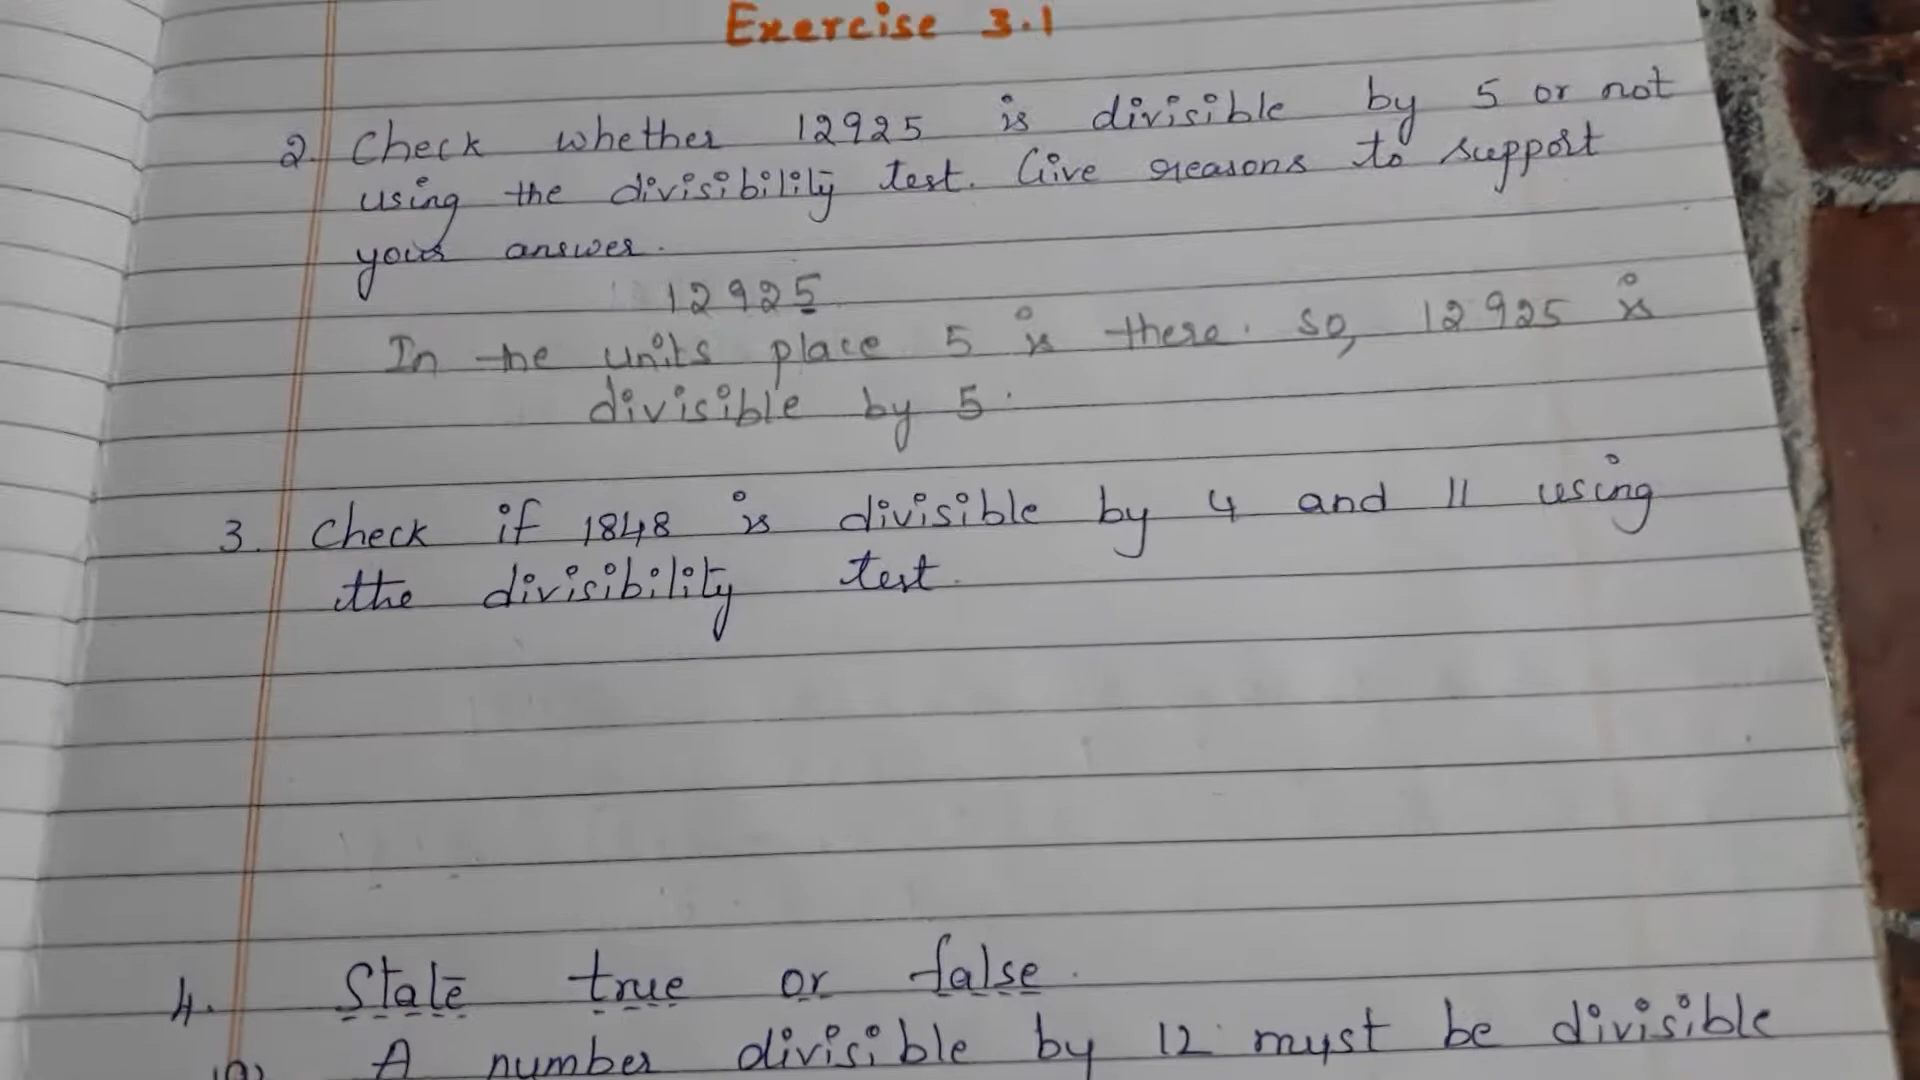 Exercise 3.1
2. Check whether 12925 is divisible by 5 or not
using the divisibility test. Give reasons to support
your answer.
12925
In the units place 5 is there. So, 12925 is
divisible by 5.
3. Check if 1848 is divisible by 4 and 11 using
the divisibility test.
4. State true or false.
A number divisible by 12 must be divisible